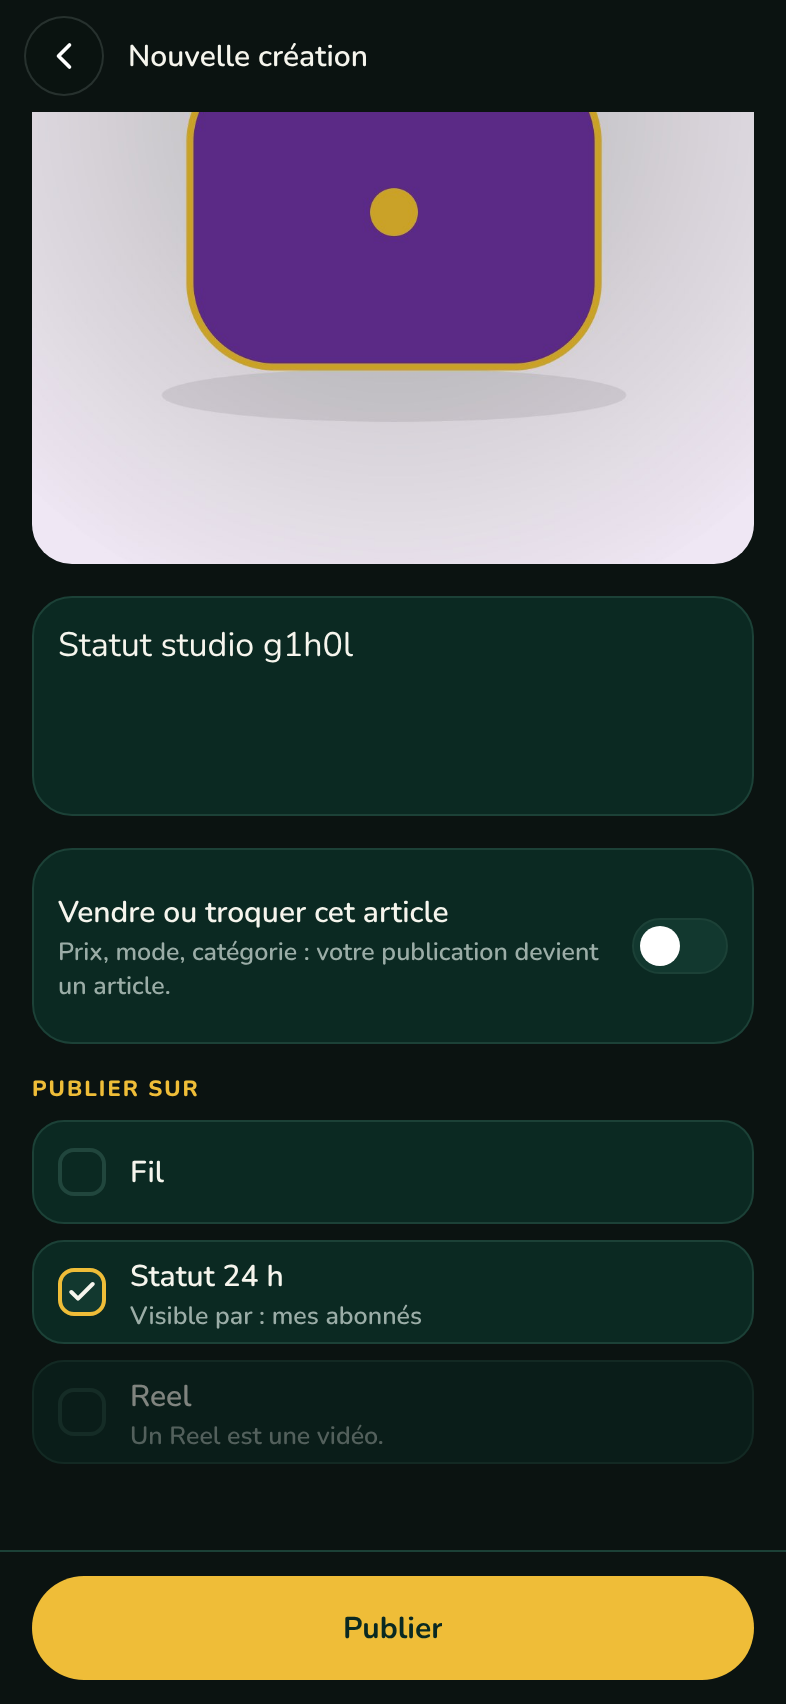 Nouvelle création
Statut studio g1h0l
Vendre ou troquer cet article
Prix, mode, catégorie : votre publication devient
un article.
PUBLIER SUR
Fil
Statut 24 h
Visible par : mes abonnés
Reel
Un Reel est une vidéo.
Publier